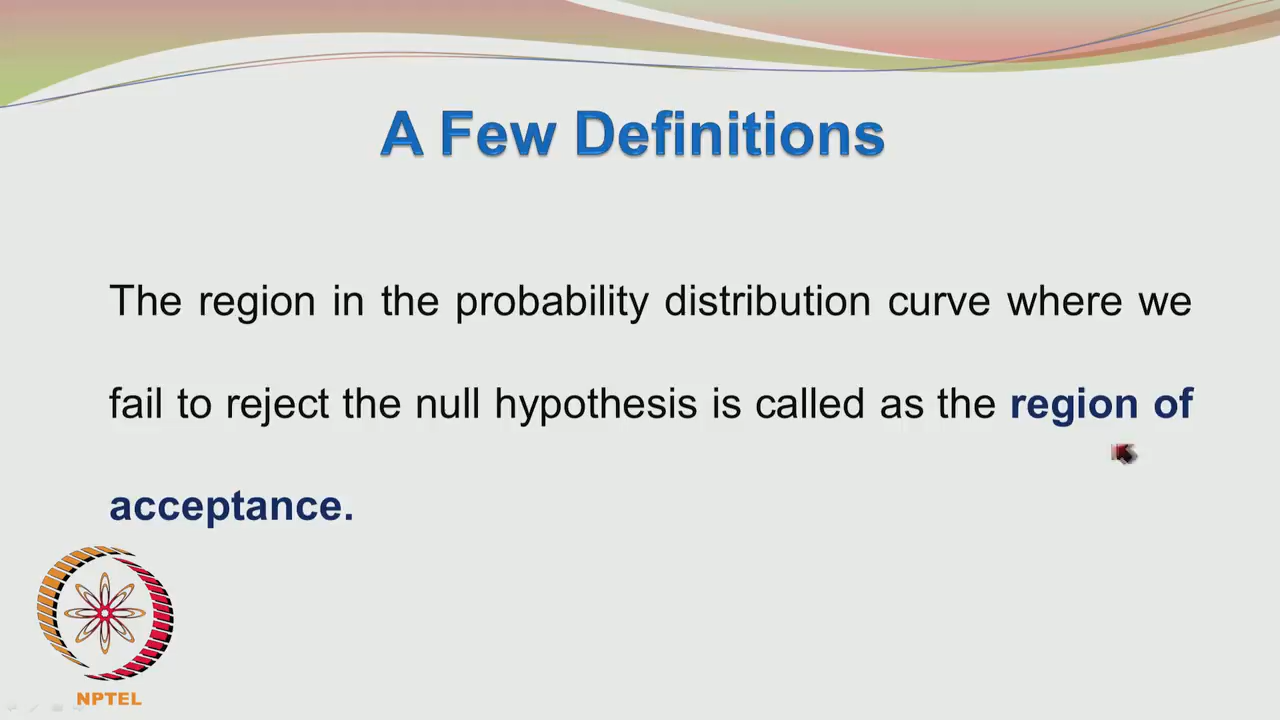 A Few Definitions
The region in the probability distribution curve where we
fail to reject the null hypothesis is called as the region of
acceptance.
NPTEL